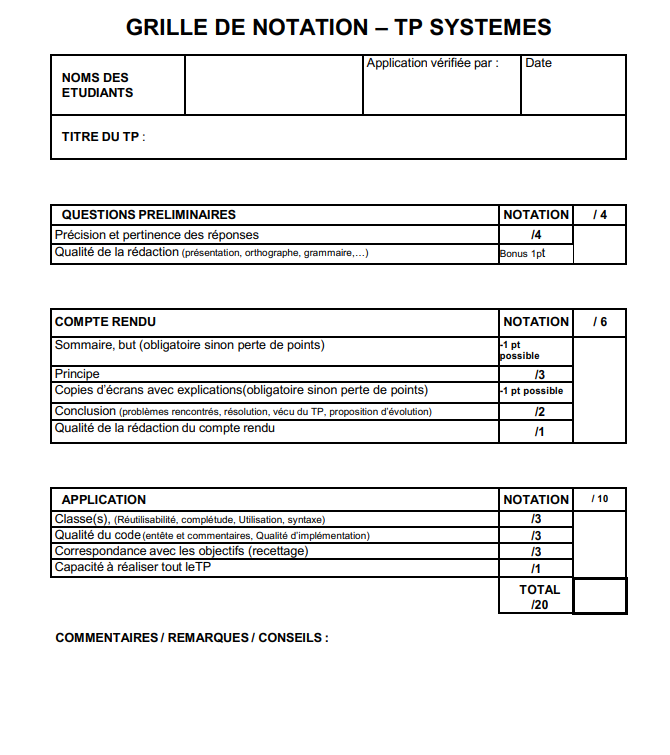 GRILLE DE NOTATION – TP SYSTEMES
NOMS DES
ETUDIANTS
Application vérifiée par :
Date
TITRE DU TP :
QUESTIONS PRELIMINAIRES NOTATION / 4
Précision et pertinence des réponses /4
Qualité de la rédaction (présentation, orthographe, grammaire,…) Bonus 1pt
COMPTE RENDU NOTATION / 6
Sommaire, but (obligatoire sinon perte de points) -1 pt
possible
Principe /3
Copies d'écrans avec explications(obligatoire sinon perte de points) -1 pt possible
Conclusion (problèmes rencontrés, résolution, vécu du TP, proposition d'évolution) /2
Qualité de la rédaction du compte rendu /1
APPLICATION NOTATION / 10
Classe(s), (Réutilisabilité, complétude, Utilisation, syntaxe) /3
Qualité du code (entête et commentaires, Qualité d'implémentation) /3
Correspondance avec les objectifs (recettage) /3
Capacité à réaliser tout leTP /1
TOTAL
/20
COMMENTAIRES / REMARQUES / CONSEILS :